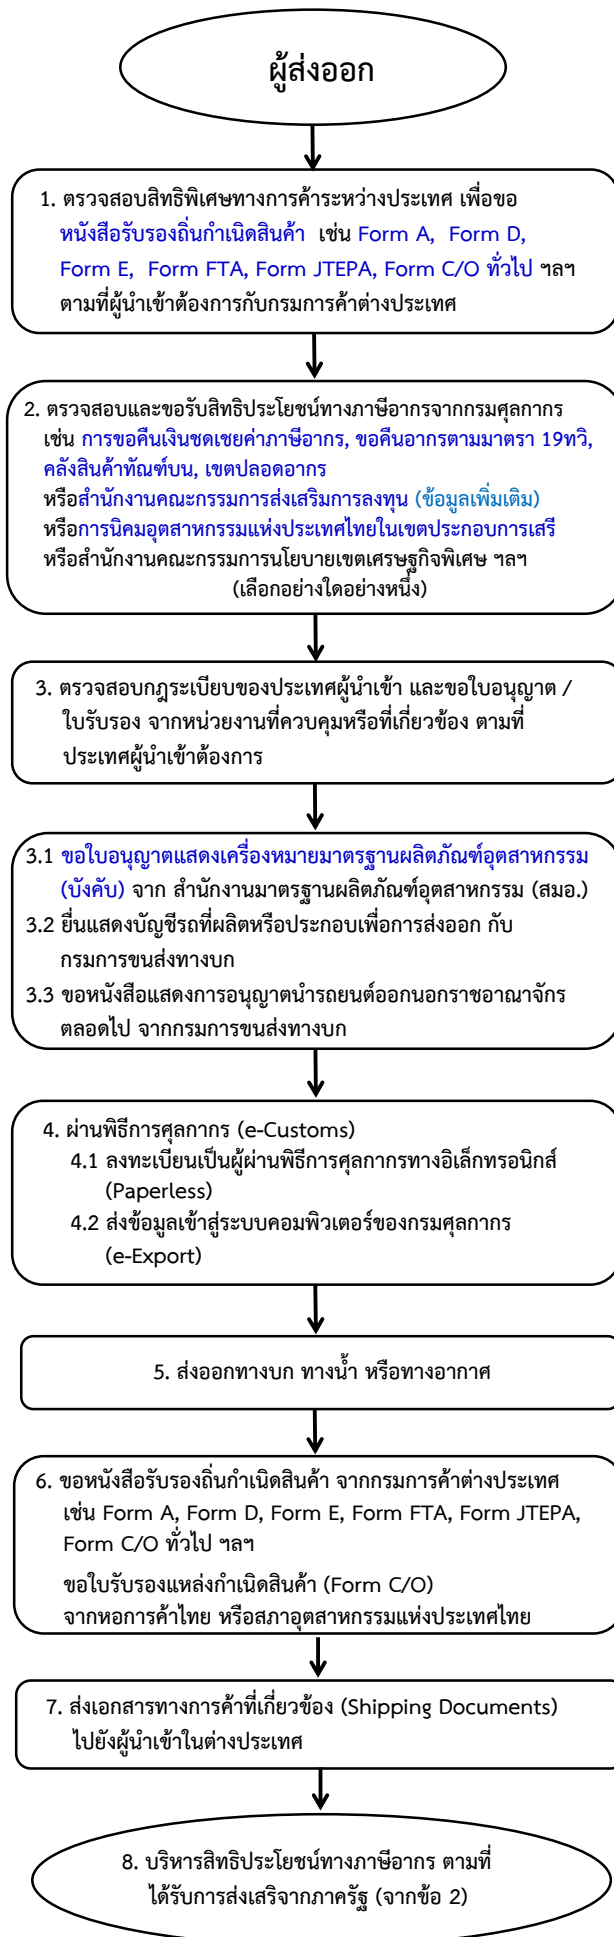 ผู้ส่งออก
1. ตรวจสอบสิทธิพิเศษทางการค้าระหว่างประเทศ เพื่อขอ
หนังสือรับรองถิ่นกำเนิดสินค้า เช่น Form A, Form D,
Form E, Form FTA, Form JTEPA, Form C/O ทั่วไป ฯลฯ
ตามที่ผู้นำเข้าต้องการกับกรมการค้าต่างประเทศ
2. ตรวจสอบและขอรับสิทธิประโยชน์ทางภาษีอากรจากกรมศุลกากร
เช่น การขอคืนเงินชดเชยค่าภาษีอากร, ขอคืนอากรตามมาตรา 19ทวิ,
คลังสินค้าทัณฑ์บน, เขตปลอดอากร
หรือสำนักงานคณะกรรมการส่งเสริมการลงทุน (ข้อมูลเพิ่มเติม)
หรือการนิคมอุตสาหกรรมแห่งประเทศไทยในเขตประกอบการเสรี
หรือสำนักงานคณะกรรมการนโยบายเขตเศรษฐกิจพิเศษ ฯลฯ
(เลือกอย่างใดอย่างหนึ่ง)
3. ตรวจสอบกฎระเบียบของประเทศผู้นำเข้า และขอใบอนุญาต /
ใบรับรอง จากหน่วยงานที่ควบคุมหรือที่เกี่ยวข้อง ตามที่
ประเทศผู้นำเข้าต้องการ
3.1 ขอใบอนุญาตแสดงเครื่องหมายมาตรฐานผลิตภัณฑ์อุตสาหกรรม
(บังคับ) จาก สำนักงานมาตรฐานผลิตภัณฑ์อุตสาหกรรม (สมอ.)
3.2 ยื่นแสดงบัญชีรถที่ผลิตหรือประกอบเพื่อการส่งออก กับ
กรมการขนส่งทางบก
3.3 ขอหนังสือแสดงการอนุญาตนำรถยนต์ออกนอกราชอาณาจักร
ตลอดไป จากกรมการขนส่งทางบก
4. ผ่านพิธีการศุลกากร (e-Customs)
4.1 ลงทะเบียนเป็นผู้ผ่านพิธีการศุลกากรทางอิเล็กทรอนิกส์
(Paperless)
4.2 ส่งข้อมูลเข้าสู่ระบบคอมพิวเตอร์ของกรมศุลกากร
(e-Export)
5. ส่งออกทางบก ทางน้ำ หรือทางอากาศ
6. ขอหนังสือรับรองถิ่นกำเนิดสินค้า จากกรมการค้าต่างประเทศ
เช่น Form A, Form D, Form E, Form FTA, Form JTEPA,
Form C/O ทั่วไป ฯลฯ
ขอใบรับรองแหล่งกำเนิดสินค้า (Form C/O)
จากหอการค้าไทย หรือสภาอุตสาหกรรมแห่งประเทศไทย
7. ส่งเอกสารทางการค้าที่เกี่ยวข้อง (Shipping Documents)
ไปยังผู้นำเข้าในต่างประเทศ
8. บริหารสิทธิประโยชน์ทางภาษีอากร ตามที่
ได้รับการส่งเสริมจากภาครัฐ (จากข้อ 2)